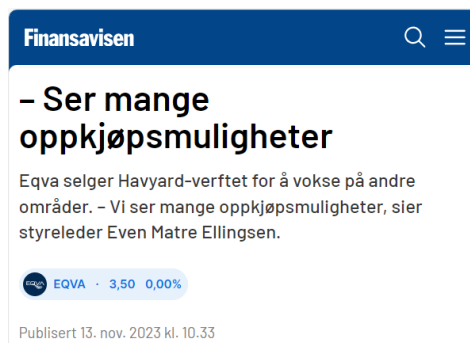 Finansavisen
– Ser mange
oppkjøpsmuligheter
Eqva selger Havyard-verftet for å vokse på andre
områder. – Vi ser mange oppkjøpsmuligheter, sier
styreleder Even Matre Ellingsen.
EQVA EQVA · 3,50 0,00%
Publisert 13. nov. 2023 kl. 10.33